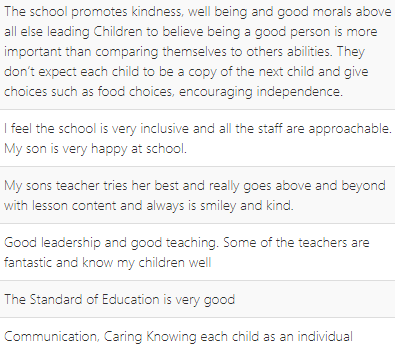 The school promotes kindness, well being and good morals above
all else leading Children to believe being a good person is more
important than comparing themselves to others abilities. They
don't expect each child to be a copy of the next child and give
choices such as food choices, encouraging independence.
I feel the school is very inclusive and all the staff are approachable.
My son is very happy at school.
My sons teacher tries her best and really goes above and beyond
with lesson content and always is smiley and kind.
Good leadership and good teaching. Some of the teachers are
fantastic and know my children well
The Standard of Education is very good
Communication, Caring Knowing each child as an individual